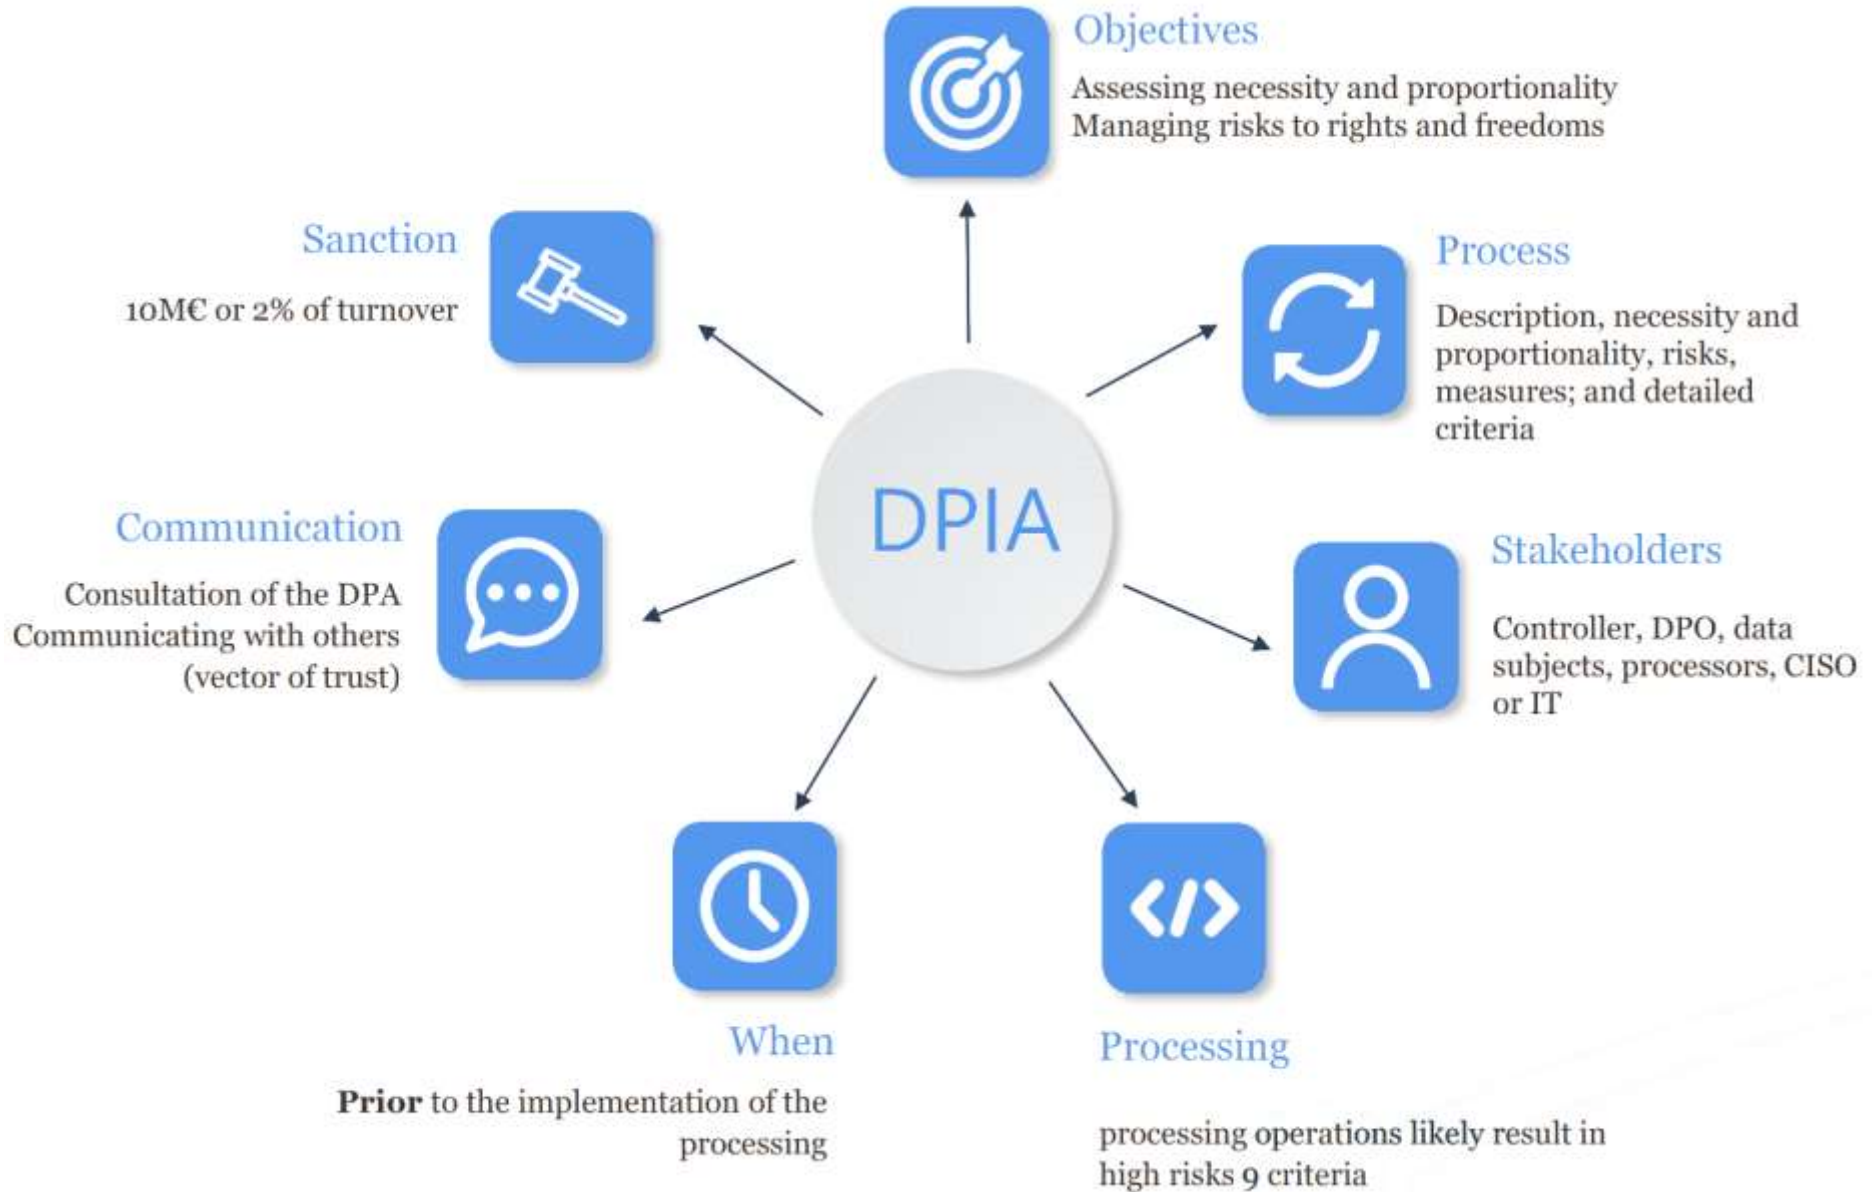 Objectives
Assessing necessity and proportionality
Managing risks to rights and freedoms
Process
Description, necessity and
proportionality, risks,
measures; and detailed
criteria
Stakeholders
Controller, DPO, data
subjects, processors, CISO
or IT
Processing
processing operations likely result in
high risks 9 criteria
When
Prior to the implementation of the
processing
Communication
Consultation of the DPA
Communicating with others
(vector of trust)
Sanction
10M€ or 2% of turnover
DPIA